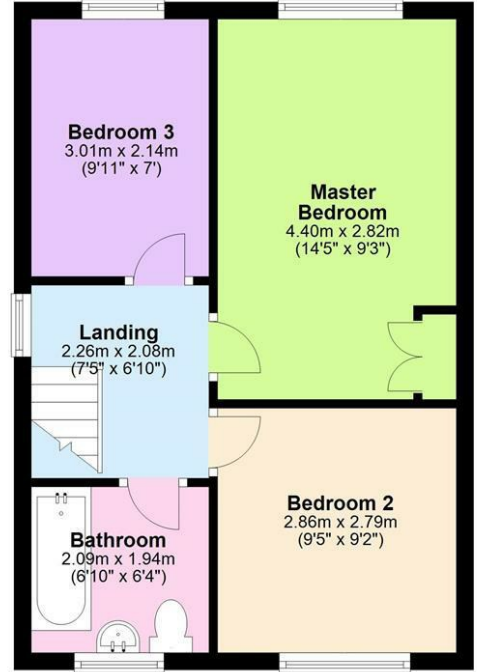 Bedroom 3
3.01m x 2.14m
(9'11" x 7')
Master
Bedroom
4.40m x 2.82m
(14'5" x 9'3")
Landing
2.26m x 2.08m
(7'5" x 6'10")
Bedroom 2
2.86m x 2.79m
(9'5" x 9'2")
Bathroom
2.09m x 1.94m
(6'10" x 6'4")